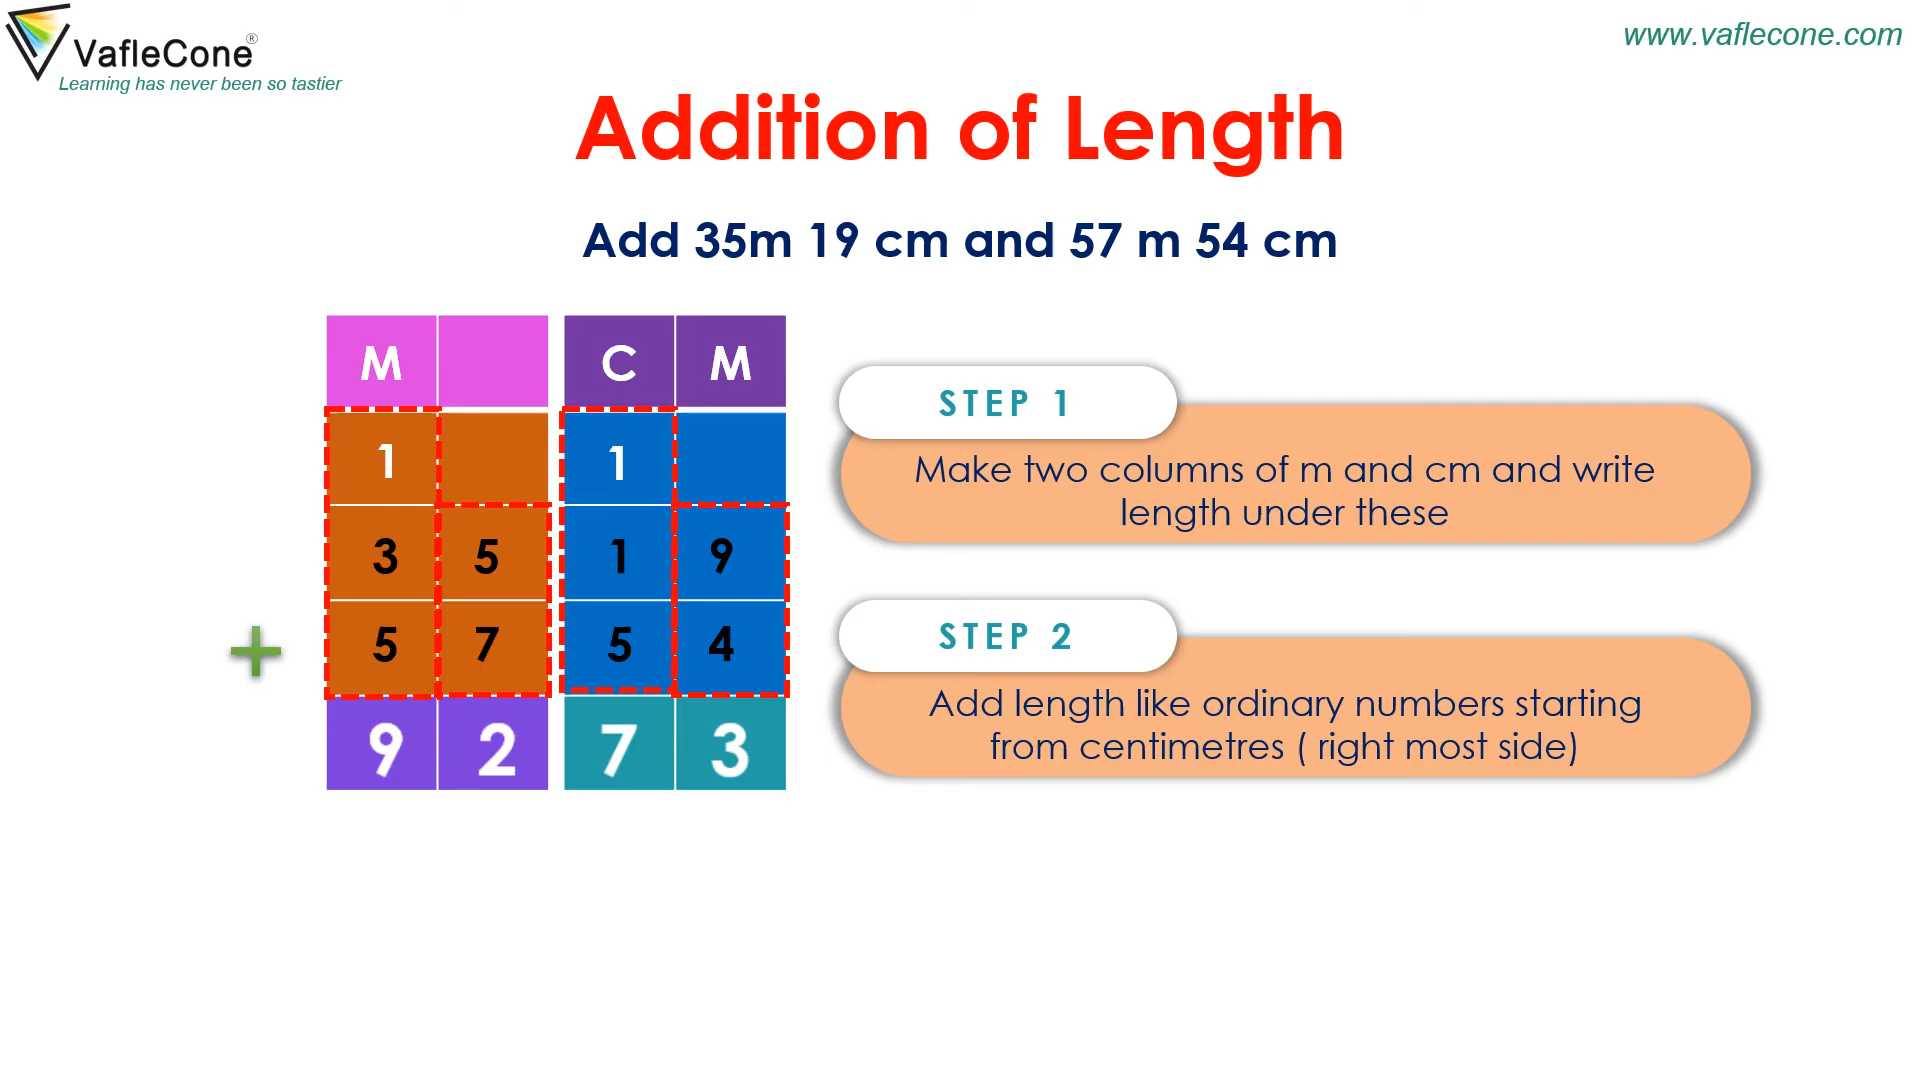 VafleCone®
Learning has never been so tastier
www.vaflecone.com
Addition of Length
Add 35m 19 cm and 57 m 54 cm
M C M
1 1
3 5 1 9
+ 5 7 5 4
9 2 7 3
STEP 1
Make two columns of m and cm and write
length under these
STEP 2
Add length like ordinary numbers starting
from centimetres ( right most side)